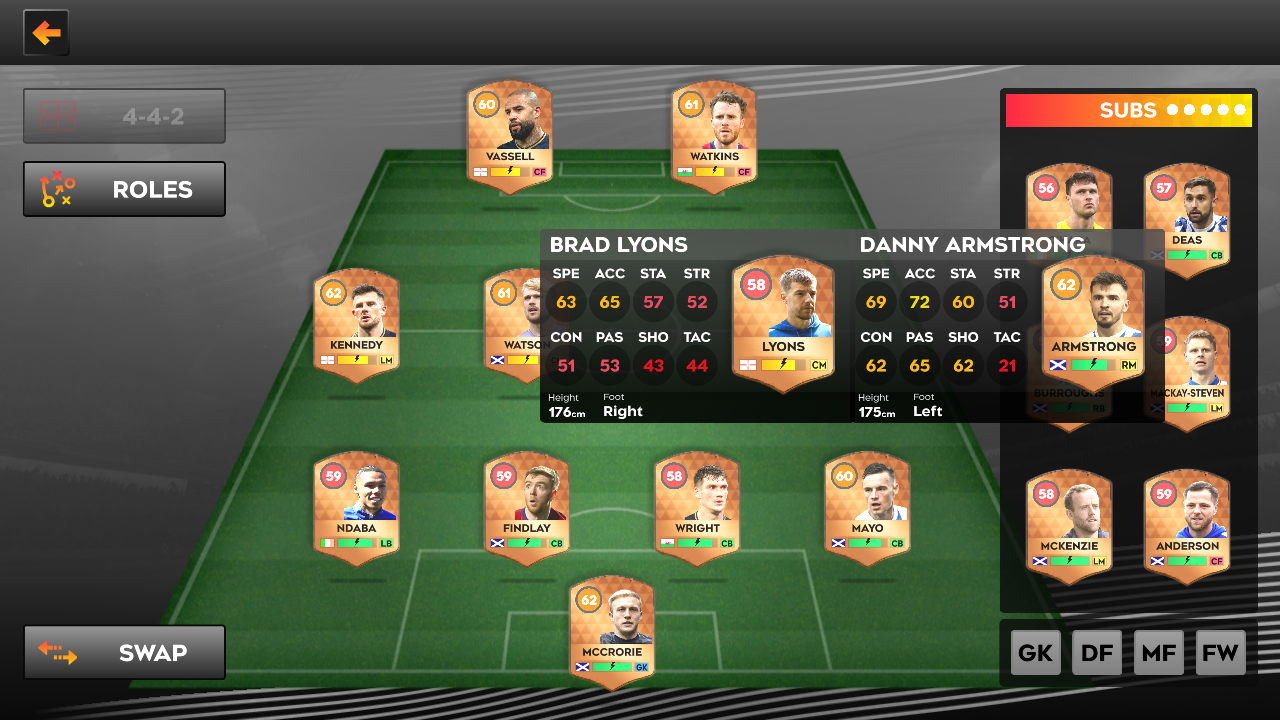 4-4-2
ROLES
60
VASSELL
CF
61
WATKINS
CF
SUBS
56
57
DEAS
CB
62
KENNEDY
LM
61
WATSON
BRAD LYONS
SPE ACC STA STR
63 65 57 52
CON PAS SHO TAC
51 53 43 44
Height Foot
176cm Right
58
LYONS
CM
DANNY ARMSTRONG
SPE ACC STA STR
69 72 60 51
CON PAS SHO TAC
62 65 62 21
Height Foot
175cm Left
62
ARMSTRONG
RM
BURROUGHS
RB
59
MACKAY-STEVEN
LM
59
NDABA
LB
59
FINDLAY
CB
58
WRIGHT
CB
60
MAYO
CB
58
MCKENZIE
LM
59
ANDERSON
CF
62
MCCRORIE
GK
SWAP
GK DF MF FW